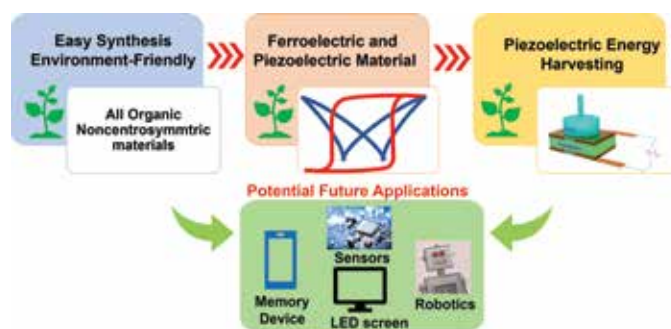 Easy Synthesis
Environment-Friendly
All Organic
Noncentrosymmtric
materials
Ferroelectric and
Piezoelectric Material
Piezoelectric Energy
Harvesting
Potential Future Applications
Sensors
Memory
Device
LED screen
Robotics